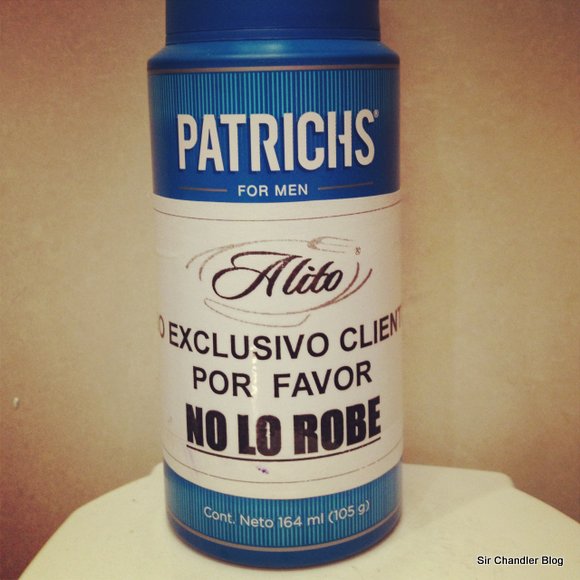 PATRICHS®
FOR MEN
Alito®
O EXCLUSIVO CLIENT
POR FAVOR
NO LO ROBE
Cont. Neto 164 ml (105 g)
Sir Chandler Blog